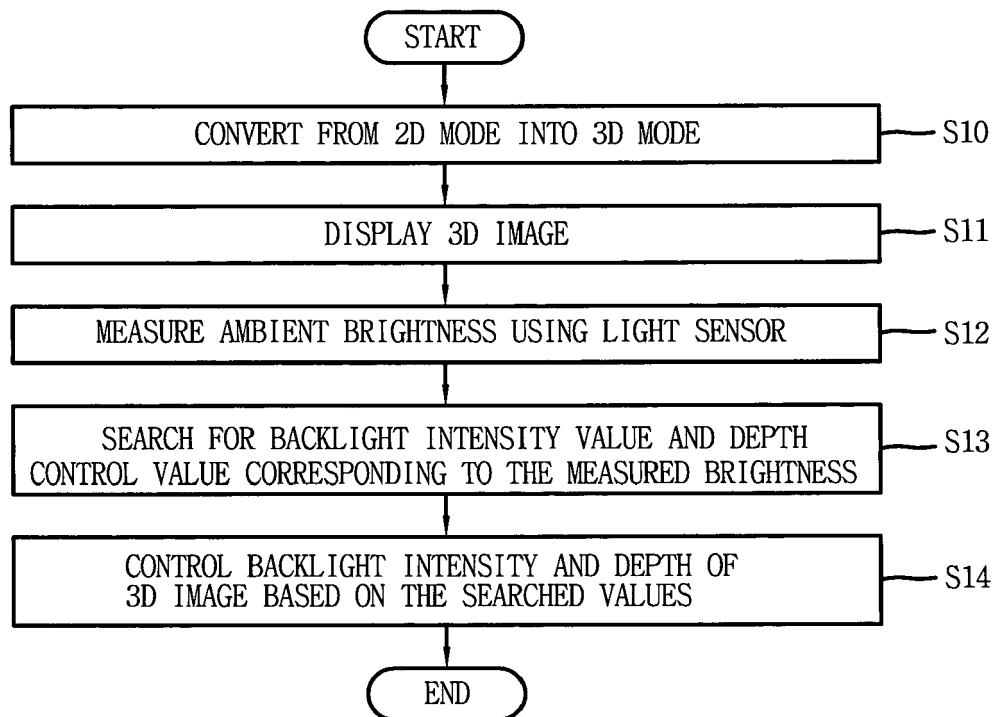 START
CONVERT FROM 2D MODE INTO 3D MODE
S10
DISPLAY 3D IMAGE
S11
MEASURE AMBIENT BRIGHTNESS USING LIGHT SENSOR
S12
SEARCH FOR BACKLIGHT INTENSITY VALUE AND DEPTH
CONTROL VALUE CORRESPONDING TO THE MEASURED BRIGHTNESS
S13
CONTROL BACKLIGHT INTENSITY AND DEPTH OF
3D IMAGE BASED ON THE SEARCHED VALUES
S14
END